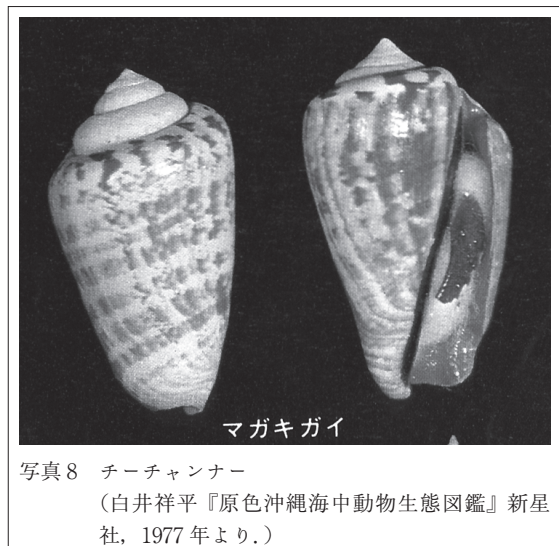 マガキガイ
写真8　チーチャンナー
(白井祥平『原色沖縄海中動物生態図鑑』新星
社，1977年より．)